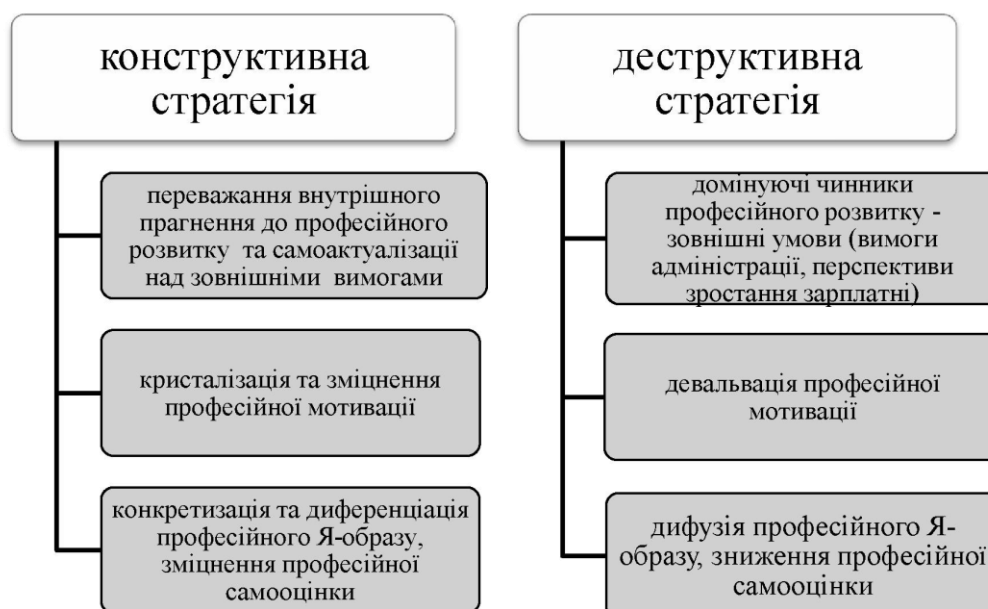 конструктивна
стратегія
переважання внутрішнього
прагнення до професійного
розвитку та самоактуалізації
над зовнішніми вимогами
кристалізація та зміцнення
професійної мотивації
конкретизація та диференціація
професійного Я-образу,
зміцнення професійної
самооцінки
деструктивна
стратегія
домінуючі чинники
професійного розвитку -
зовнішні умови (вимоги
адміністрації, перспективи
зростання зарплатні)
девальвація професійної
мотивації
дифузія професійного Я-
образу, зниження професійної
самооцінки